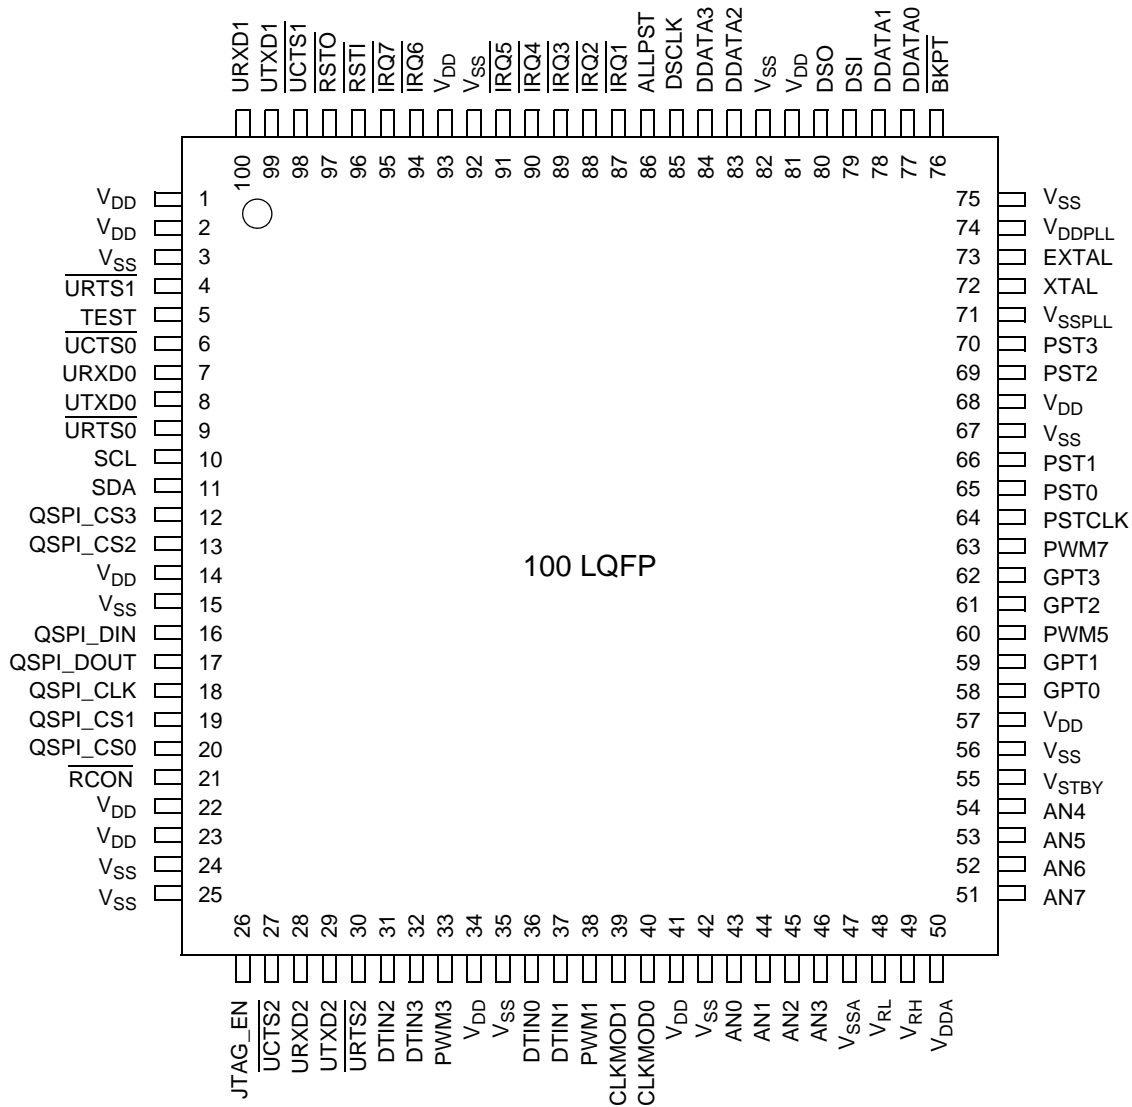 URXD1
UTXD1
UCTS1
RSTO
RSTI
IRQ7
IRQ6
VDD
VSS
IRQ5
IRQ4
IRQ3
IRQ2
IRQ1
ALLPST
DSCLK
DDATA3
DDATA2
VSS
VDD
DSO
DSI
DDATA1
DDATA0
BKPT
100
99
98
97
96
95
94
93
92
91
90
89
88
87
86
85
84
83
82
81
80
79
78
77
76
VDD 1
VDD 2
VSS 3
URTS1 4
TEST 5
UCTS0 6
URXD0 7
UTXD0 8
URTS0 9
SCL 10
SDA 11
QSPI_CS3 12
QSPI_CS2 13
VDD 14
VSS 15
QSPI_DIN 16
QSPI_DOUT 17
QSPI_CLK 18
QSPI_CS1 19
QSPI_CS0 20
RCON 21
VDD 22
VDD 23
VSS 24
VSS 25
100 LQFP
75 VSS
74 VDDPLL
73 EXTAL
72 XTAL
71 VSSPLL
70 PST3
69 PST2
68 VDD
67 VSS
66 PST1
65 PST0
64 PSTCLK
63 PWM7
62 GPT3
61 GPT2
60 PWM5
59 GPT1
58 GPT0
57 VDD
56 VSS
55 VSTBY
54 AN4
53 AN5
52 AN6
51 AN7
26
27
28
29
30
31
32
33
34
35
36
37
38
39
40
41
42
43
44
45
46
47
48
49
50
JTAG_EN
UCTS2
URXD2
UTXD2
URTS2
DTIN2
DTIN3
PWM3
VDD
VSS
DTIN0
DTIN1
PWM1
CLKMOD1
CLKMOD0
VDD
VSS
AN0
AN1
AN2
AN3
VSSA
VRL
VRH
VDDA